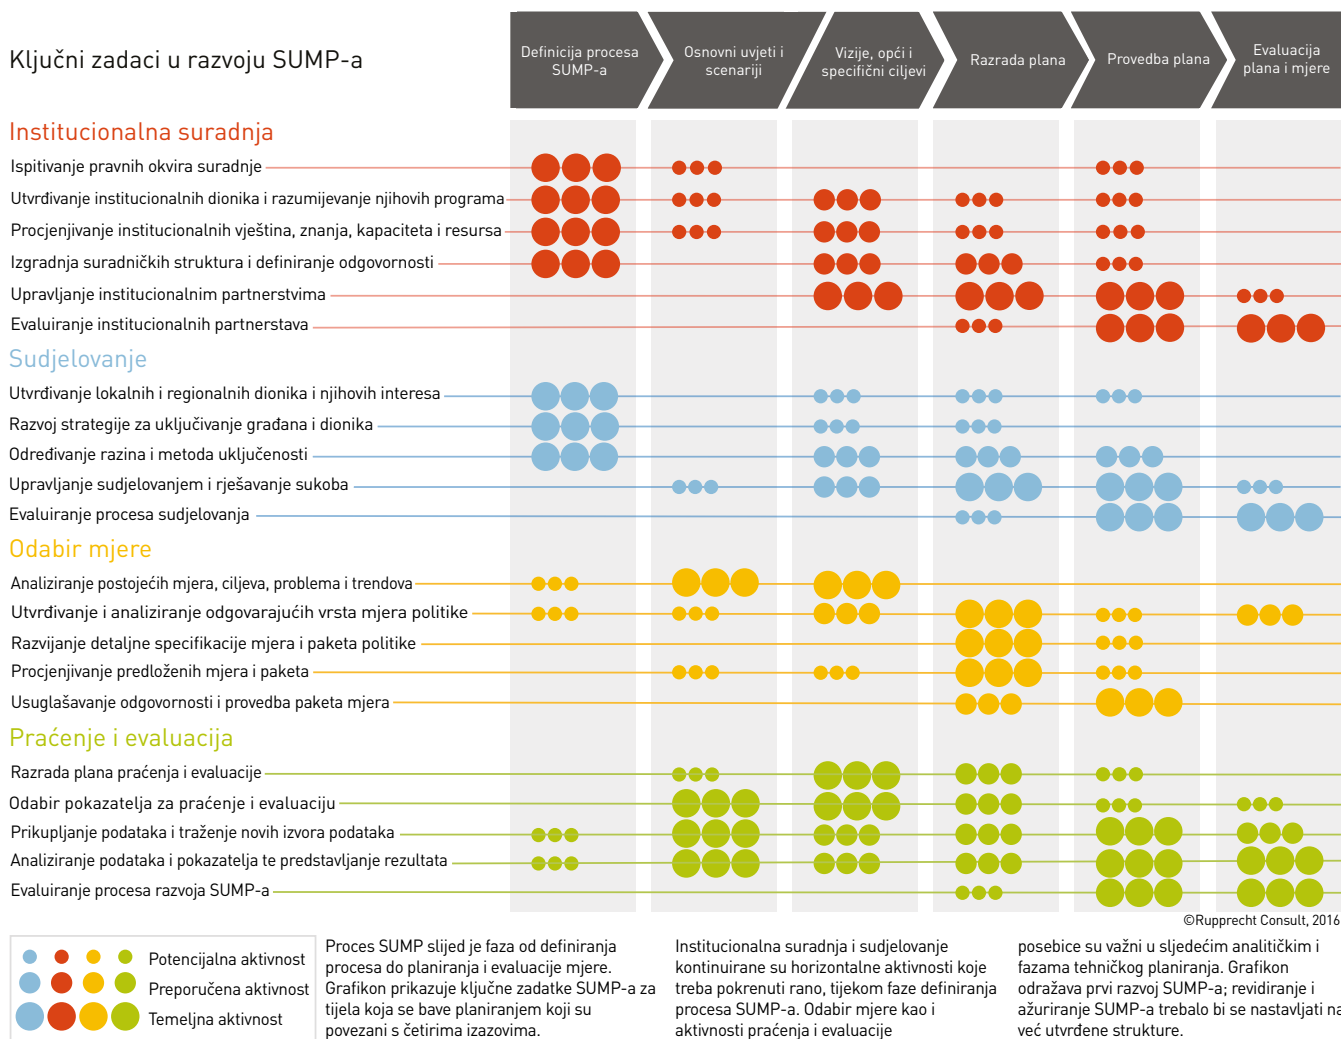 Ključni zadaci u razvoju SUMP-a
Definicija procesa
SUMP-a
Osnovni uvjeti i
scenariji
Vizije, opći i
specifični ciljevi
Razrada plana
Provedba plana
Evaluacija
plana i mjere
Institucionalna suradnja
Ispitivanje pravnih okvira suradnje
Utvrđivanje institucionalnih dionika i razumijevanje njihovih programa
Procjenjivanje institucionalnih vještina, znanja, kapaciteta i resursa
Izgradnja suradničkih struktura i definiranje odgovornosti
Upravljanje institucionalnim partnerstvima
Evaluiranje institucionalnih partnerstava
Sudjelovanje
Utvrđivanje lokalnih i regionalnih dionika i njihovih interesa
Razvoj strategije za uključivanje građana i dionika
Određivanje razina i metoda uključenosti
Upravljanje sudjelovanjem i rješavanje sukoba
Evaluiranje procesa sudjelovanja
Odabir mjere
Analiziranje postojećih mjera, ciljeva, problema i trendova
Utvrđivanje i analiziranje odgovarajućih vrsta mjera politike
Razvijanje detaljne specifikacije mjera i paketa politike
Procjenjivanje predloženih mjera i paketa
Usuglašavanje odgovornosti i provedba paketa mjera
Praćenje i evaluacija
Razrada plana praćenja i evaluacije
Odabir pokazatelja za praćenje i evaluaciju
Prikupljanje podataka i traženje novih izvora podataka
Analiziranje podataka i pokazatelja te predstavljanje rezultata
Evaluiranje procesa razvoja SUMP-a
©Rupprecht Consult, 2016
Potencijalna aktivnost
Preporučena aktivnost
Temeljna aktivnost
Proces SUMP slijed je faza od definiranja
procesa do planiranja i evaluacije mjere.
Grafikon prikazuje ključne zadatke SUMP-a za
tijela koja se bave planiranjem koji su
povezani s četirima izazovima.
Institucionalna suradnja i sudjelovanje
kontinuirane su horizontalne aktivnosti koje
treba pokrenuti rano, tijekom faze definiranja
procesa SUMP-a. Odabir mjere kao i
aktivnosti praćenja i evaluacije
posebice su važni u sljedećim analitičkim i
fazama tehničkog planiranja. Grafikon
odražava prvi razvoj SUMP-a; revidiranje i
ažuriranje SUMP-a trebalo bi se nastavljati na
već utvrđene strukture.